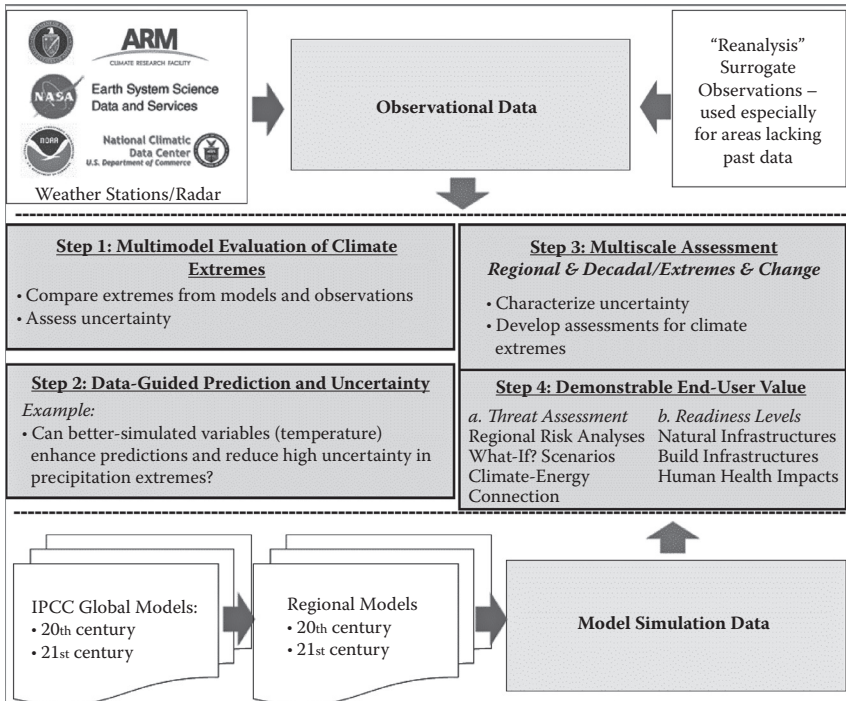 ARM
CLIMATE RESEARCH FACILITY
NASA
Earth System Science
Data and Services
NOAA
National Climatic
Data Center
U.S. Department of Commerce
Weather Stations/Radar
Observational Data
“Reanalysis”
Surrogate
Observations –
used especially
for areas lacking
past data
Step 1: Multimodel Evaluation of Climate
Extremes
• Compare extremes from models and observations
• Assess uncertainty
Step 2: Data-Guided Prediction and Uncertainty
Example:
• Can better-simulated variables (temperature)
enhance predictions and reduce high uncertainty in
precipitation extremes?
Step 3: Multiscale Assessment
Regional & Decadal/Extremes & Change
• Characterize uncertainty
• Develop assessments for climate
extremes
Step 4: Demonstrable End-User Value
a. Threat Assessment
Regional Risk Analyses
What-If? Scenarios
Climate-Energy
Connection
b. Readiness Levels
Natural Infrastructures
Build Infrastructures
Human Health Impacts
IPCC Global Models:
• 20th century
• 21st century
Regional Models
• 20th century
• 21st century
Model Simulation Data